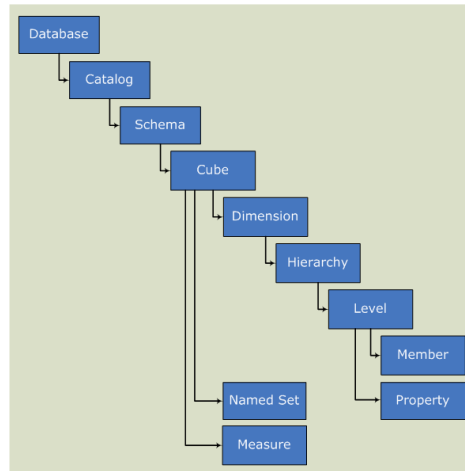 Database
Catalog
Schema
Cube
Dimension
Hierarchy
Level
Member
Named Set
Property
Measure